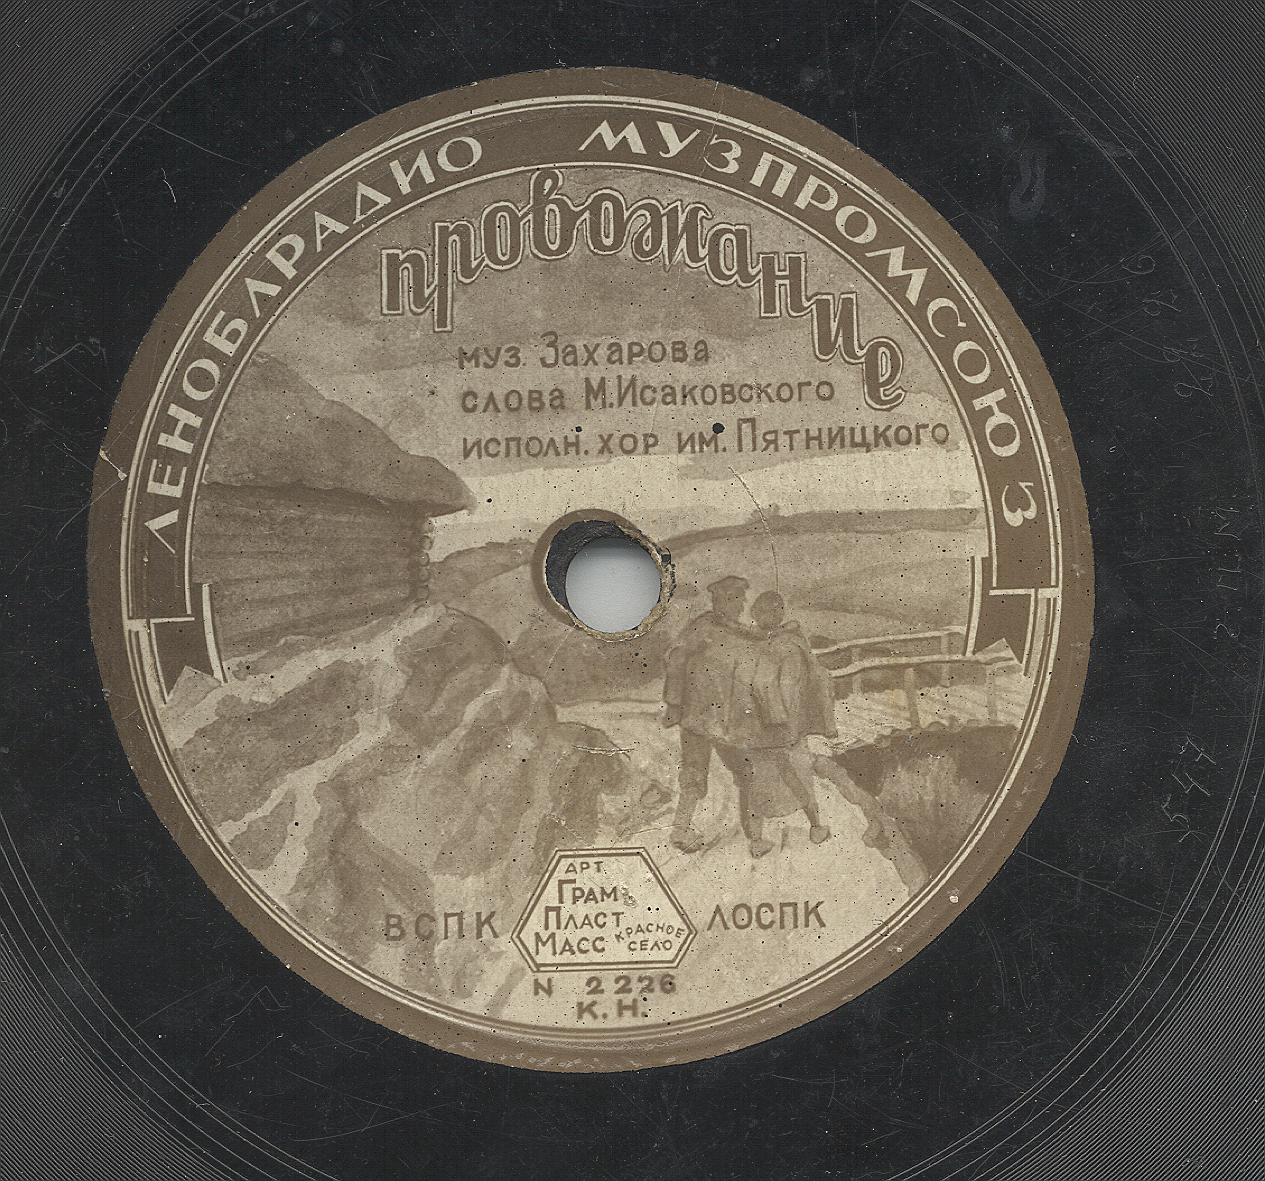 ЛЕНОБЛРАДИО МУЗПРОМСОЮЗ
провожание
муз. Захарова
слова М.Исаковского
исполн. хор им. Пятницкого
АРТ.
ГРАМ
ПЛАСТ
МАСС КРАСНОЕ СЕЛО
ВСПК ЛОСПК
N 2226
К.Н.